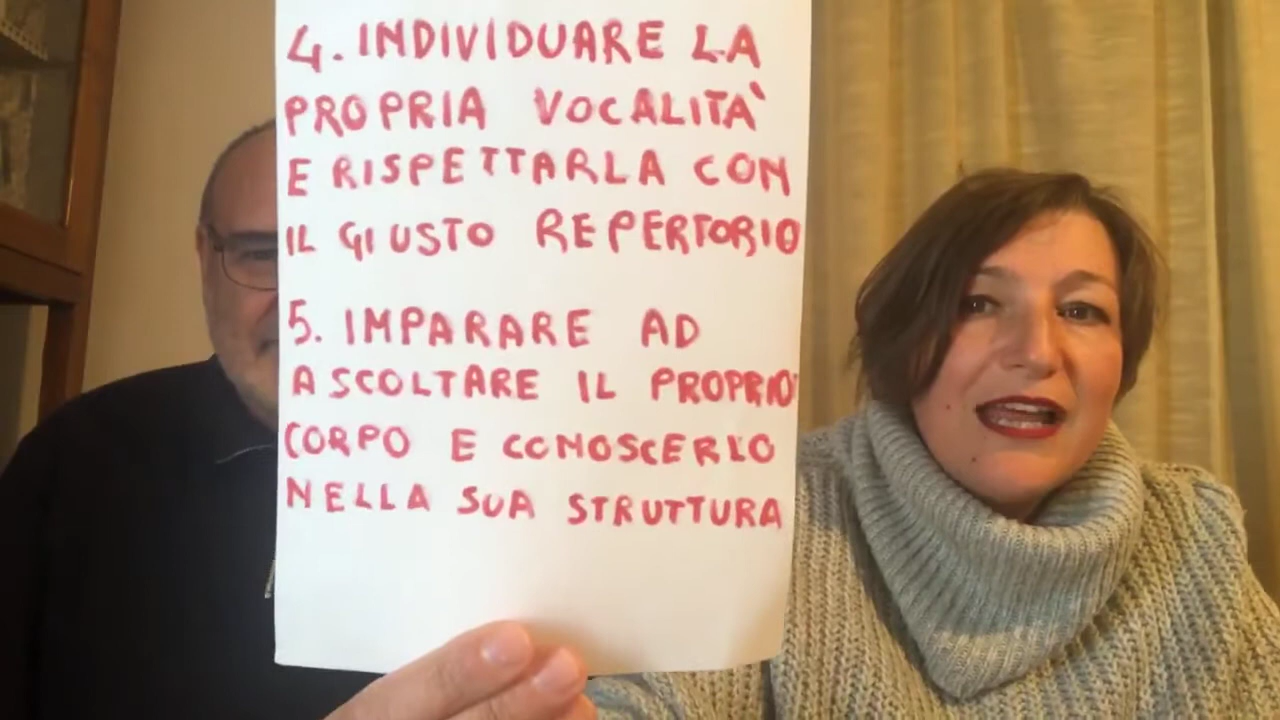 4. INDIVIDUARE LA
PROPRIA VOCALITA'
E RISPETTARLA CON
IL GIUSTO REPERTORIO
5. IMPARARE AD
ASCOLTARE IL PROPRIO
CORPO E CONOSCERLO
NELLA SUA STRUTTURA